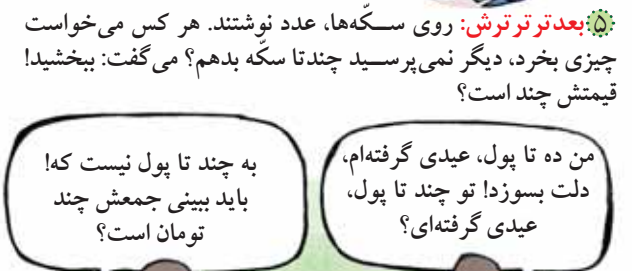 ۵ بعدترترترش: روی سکّه‌ها، عدد نوشتند. هر کس می‌خواست
چیزی بخرد، دیگر نمی‌پرسید چندتا سکّه بدهم؟ می‌گفت: ببخشید!
قیمتش چند است؟
من ده تا پول، عیدی گرفته‌ام،
دلت بسوزد! تو چند تا پول،
عیدی گرفته‌ای؟
به چند تا پول نیست که!
باید ببینی جمعش چند
تومان است؟